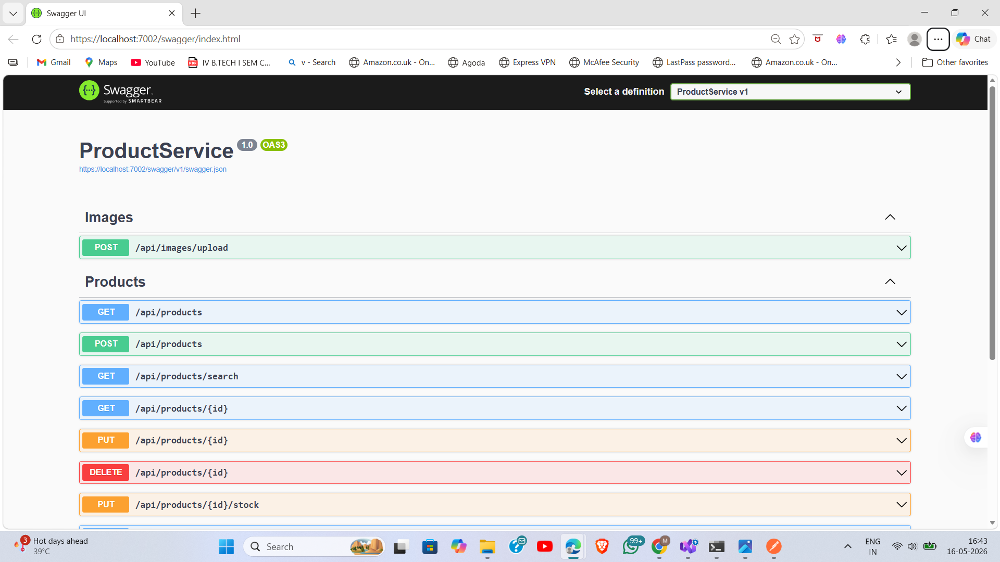 Swagger UI
https://localhost:7002/swagger/index.html
Chat
Gmail
Maps
YouTube
IV B.TECH I SEM C...
v - Search
Amazon.co.uk - On...
Agoda
Express VPN
McAfee Security
LastPass password...
Amazon.co.uk - On...
Other favorites
Swagger
Supported by SMARTBEAR
Select a definition
ProductService v1
ProductService 1.0 OAS3
https://localhost:7002/swagger/v1/swagger.json
Images
POST /api/images/upload
Products
GET /api/products
POST /api/products
GET /api/products/search
GET /api/products/{id}
PUT /api/products/{id}
DELETE /api/products/{id}
PUT /api/products/{id}/stock
3
Hot days ahead
39°C
Search
99+
M
ENG
IN
16:43
16-05-2026